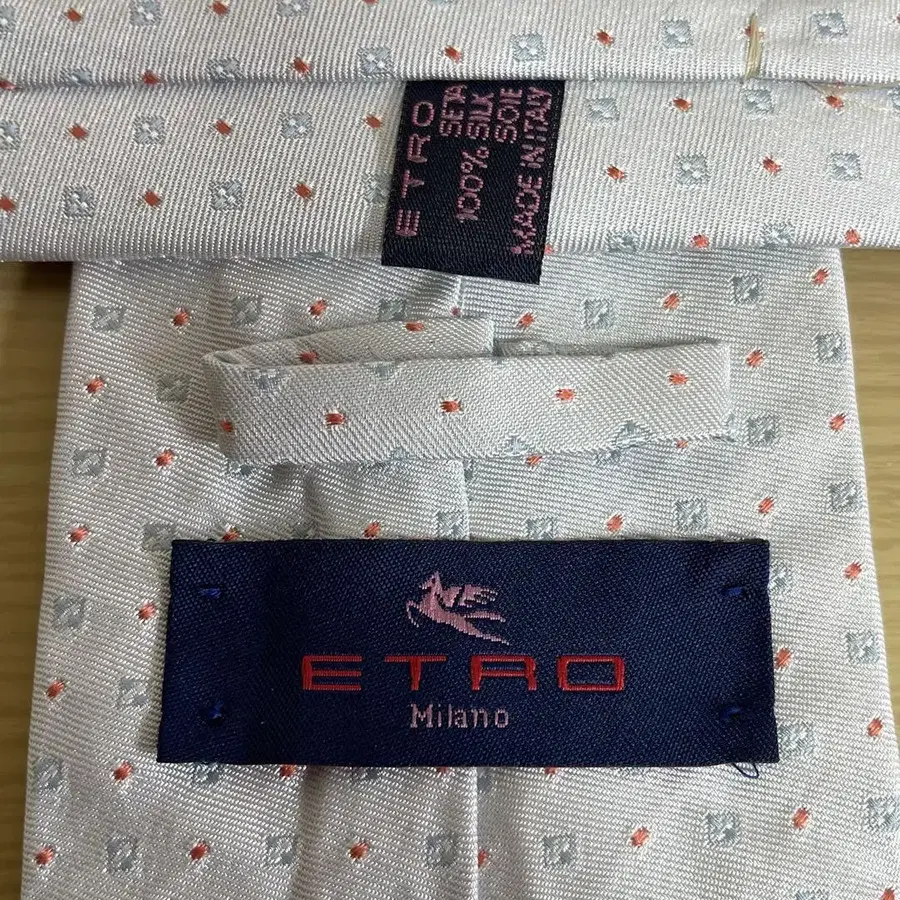 ETRO
SETA
100% SILK
SOIE
MADE IN ITALY
ETRO
Milano